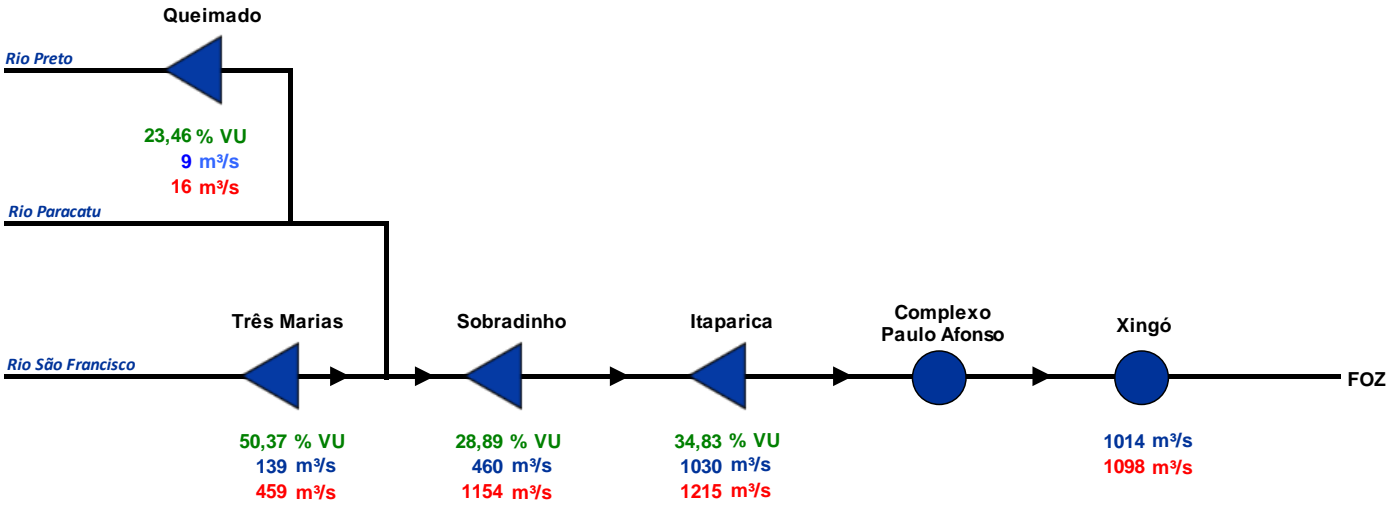 Queimado
Rio Preto
23,46 % VU
9 m³/s
16 m³/s
Rio Paracatu
Três Marias
Sobradinho
Itaparica
Complexo
Paulo Afonso
Xingó
Rio São Francisco
FOZ
50,37 % VU
139 m³/s
459 m³/s
28,89 % VU
460 m³/s
1154 m³/s
34,83 % VU
1030 m³/s
1215 m³/s
1014 m³/s
1098 m³/s